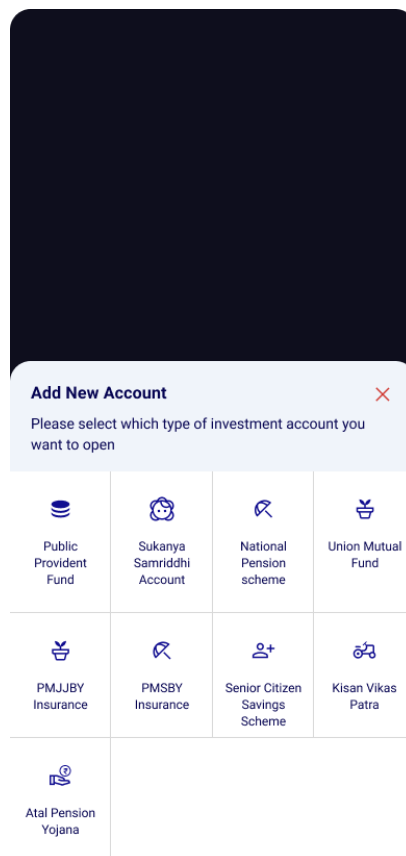 Add New Account
Please select which type of investment account you
want to open
Public
Provident
Fund
Sukanya
Samriddhi
Account
National
Pension
scheme
Union Mutual
Fund
PMJJBY
Insurance
PMSBY
Insurance
Senior Citizen
Savings
Scheme
Kisan Vikas
Patra
₹
Atal Pension
Yojana